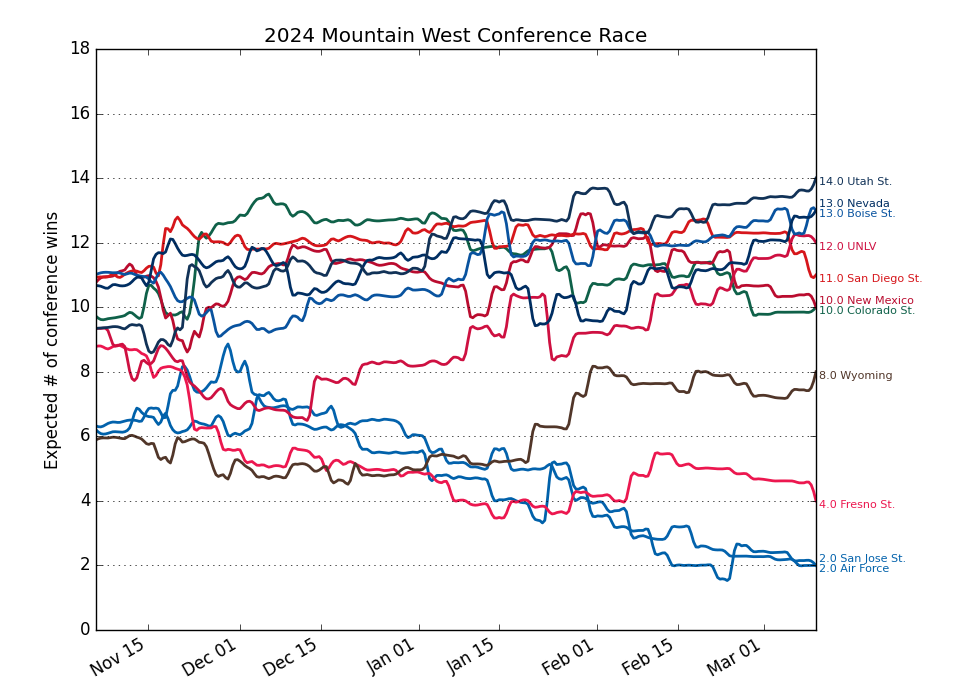 2024 Mountain West Conference Race
Expected # of conference wins
18
16
14
12
10
8
6
4
2
0
14.0 Utah St.
13.0 Nevada
13.0 Boise St.
12.0 UNLV
11.0 San Diego St.
10.0 New Mexico
10.0 Colorado St.
8.0 Wyoming
4.0 Fresno St.
2.0 San Jose St.
2.0 Air Force
Nov 15
Dec 01
Dec 15
Jan 01
Jan 15
Feb 01
Feb 15
Mar 01